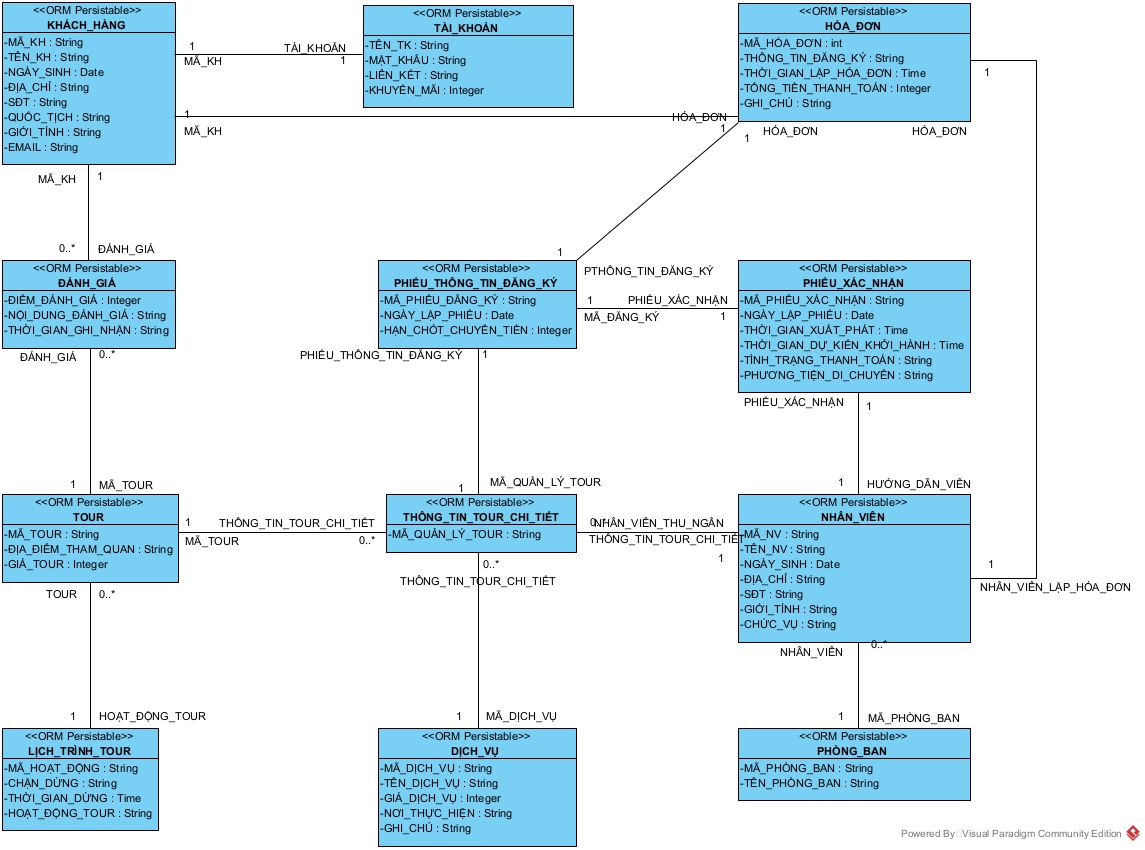 <<ORM Persistable>>
KHÁCH_HÀNG
-MÃ_KH : String
-TÊN_KH : String
-NGÀY_SINH : Date
-ĐỊA_CHỈ : String
-SĐT : String
-QUỐC_TỊCH : String
-GIỚI_TÍNH : String
-EMAIL : String
1
MÃ_KH
TÀI_KHOẢN
1
<<ORM Persistable>>
TÀI_KHOẢN
-TÊN_TK : String
-MẬT_KHẨU : String
-LIÊN_KẾT : String
-KHUYẾN_MÃI : Integer
<<ORM Persistable>>
HÓA_ĐƠN
-MÃ_HÓA_ĐƠN : int
-THÔNG_TIN_ĐĂNG_KÝ : String
-THỜI_GIAN_LẬP_HÓA_ĐƠN : Time
-TỔNG_TIỀN_THANH_TOÁN : Integer
-GHI_CHÚ : String
1
1
MÃ_KH
HÓA_ĐƠN
1
1
HÓA_ĐƠN
HÓA_ĐƠN
MÃ_KH
1
0..*
ĐÁNH_GIÁ
1
PTHÔNG_TIN_ĐĂNG_KÝ
<<ORM Persistable>>
ĐÁNH_GIÁ
-ĐIỂM_ĐÁNH_GIÁ : Integer
-NỘI_DUNG_ĐÁNH_GIÁ : String
-THỜI_GIAN_GHI_NHẬN : String
<<ORM Persistable>>
PHIẾU_THÔNG_TIN_ĐĂNG_KÝ
-MÃ_PHIẾU_ĐĂNG_KÝ : String
-NGÀY_LẬP_PHIẾU : Date
-HẠN_CHÓT_CHUYỂN_TIỀN : Integer
1
PHIẾU_XÁC_NHẬN
MÃ_ĐĂNG_KÝ
1
<<ORM Persistable>>
PHIẾU_XÁC_NHẬN
-MÃ_PHIẾU_XÁC_NHẬN : String
-NGÀY_LẬP_PHIẾU : Date
-THỜI_GIAN_XUẤT_PHÁT : Time
-THỜI_GIAN_DỰ_KIẾN_KHỞI_HÀNH : Time
-TÌNH_TRẠNG_THANH_TOÁN : String
-PHƯƠNG_TIỆN_DI_CHUYỂN : String
ĐÁNH_GIÁ
0..*
PHIẾU_THÔNG_TIN_ĐĂNG_KÝ
1
PHIẾU_XÁC_NHẬN
1
1
MÃ_TOUR
1
MÃ_QUẢN_LÝ_TOUR
1
HƯỚNG_DẪN_VIÊN
<<ORM Persistable>>
TOUR
-MÃ_TOUR : String
-ĐỊA_ĐIỂM_THAM_QUAN : String
-GIÁ_TOUR : Integer
1
THÔNG_TIN_TOUR_CHI_TIẾT
MÃ_TOUR
0..*
<<ORM Persistable>>
THÔNG_TIN_TOUR_CHI_TIẾT
-MÃ_QUẢN_LÝ_TOUR : String
0..*
NHÂN_VIÊN_THU_NGÂN
THÔNG_TIN_TOUR_CHI_TIẾT
1
<<ORM Persistable>>
NHÂN_VIÊN
-MÃ_NV : String
-TÊN_NV : String
-NGÀY_SINH : Date
-ĐỊA_CHỈ : String
-SĐT : String
-GIỚI_TÍNH : String
-CHỨC_VỤ : String
1
NHÂN_VIÊN_LẬP_HÓA_ĐƠN
TOUR
0..*
0..*
THÔNG_TIN_TOUR_CHI_TIẾT
NHÂN_VIÊN
0..*
1
HOẠT_ĐỘNG_TOUR
1
MÃ_DỊCH_VỤ
1
MÃ_PHÒNG_BAN
<<ORM Persistable>>
LỊCH_TRÌNH_TOUR
-MÃ_HOẠT_ĐỘNG : String
-CHẶN_DỪNG : String
-THỜI_GIAN_DỪNG : Time
-HOẠT_ĐỘNG_TOUR : String
<<ORM Persistable>>
DỊCH_VỤ
-MÃ_DỊCH_VỤ : String
-TÊN_DỊCH_VỤ : String
-GIÁ_DỊCH_VỤ : Integer
-NƠI_THỰC_HIỆN : String
-GHI_CHÚ : String
<<ORM Persistable>>
PHÒNG_BAN
-MÃ_PHÒNG_BAN : String
-TÊN_PHÒNG_BAN : String
Powered By Visual Paradigm Community Edition